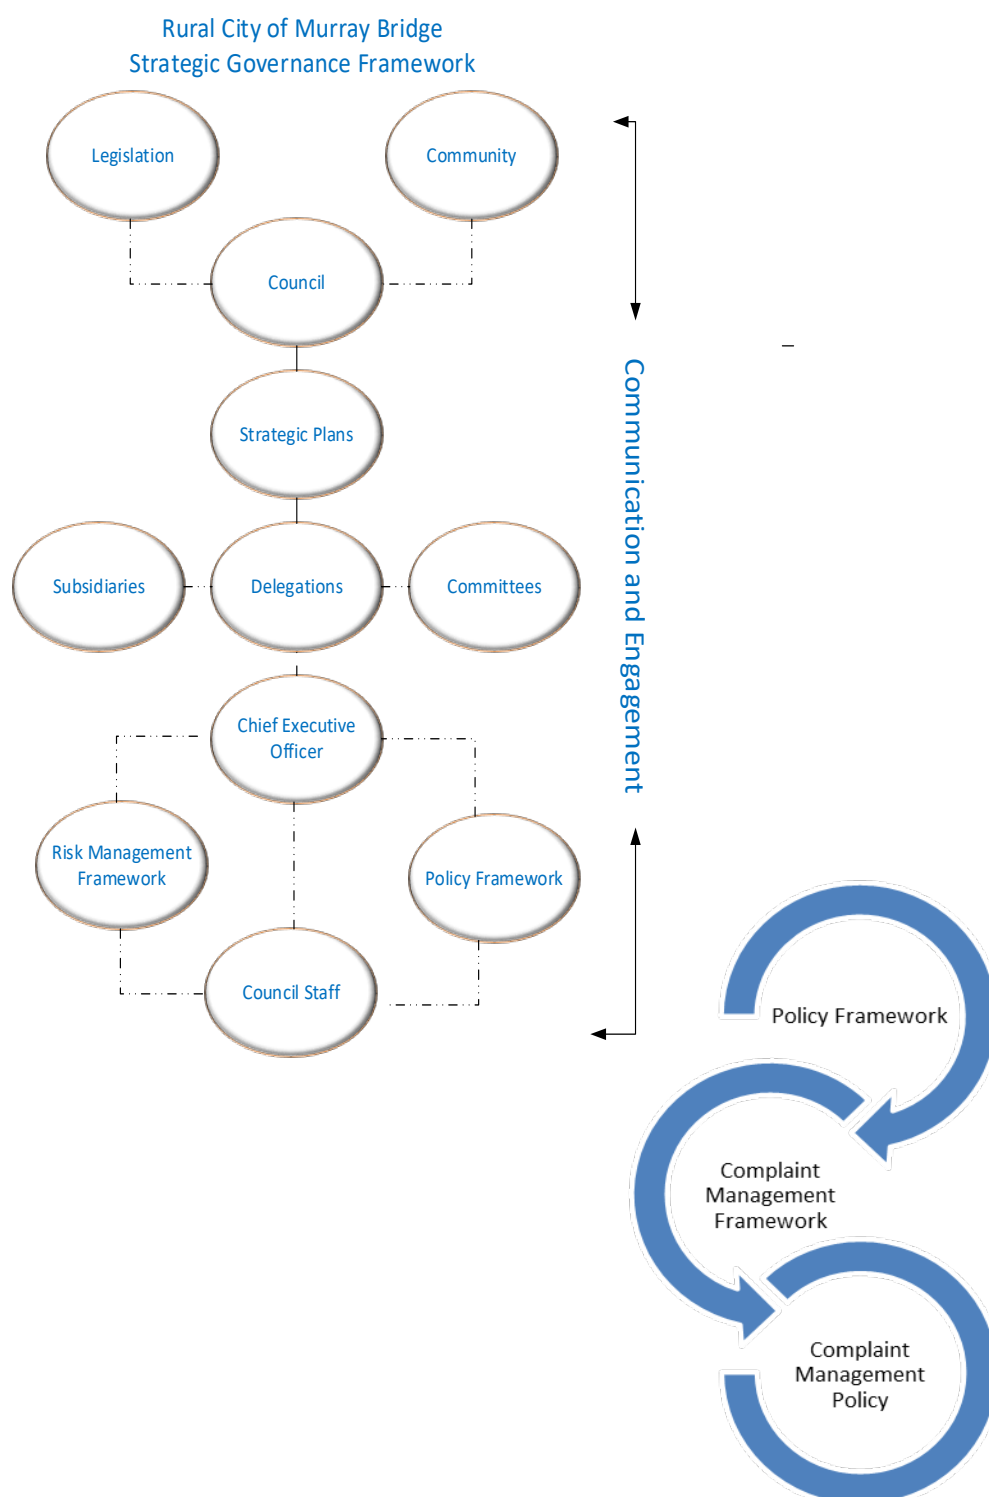 Rural City of Murray Bridge
Strategic Governance Framework
Legislation
Community
Council
Strategic Plans
Subsidiaries
Delegations
Committees
Chief Executive
Officer
Risk Management
Framework
Policy Framework
Council Staff
Communication and Engagement
Policy Framework
Complaint
Management
Framework
Complaint
Management
Policy